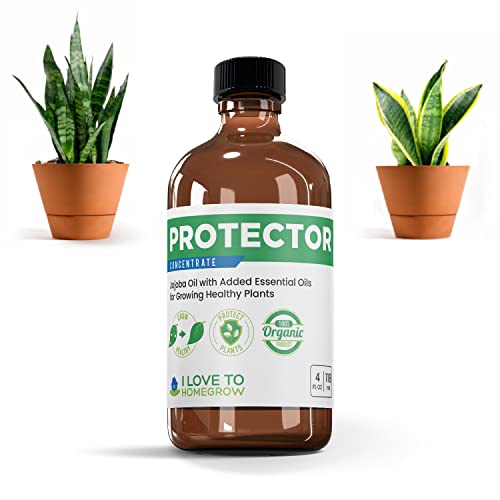 PROTECTOR
CONCENTRATE
Jojoba Oil with Added Essential Oils
for Growing Healthy Plants
GROW
HEALTHY
PROTECT
PLANTS
100%
Organic
PRODUCT
4
FL OZ
118
mL
I LOVE TO
HOMEGROW